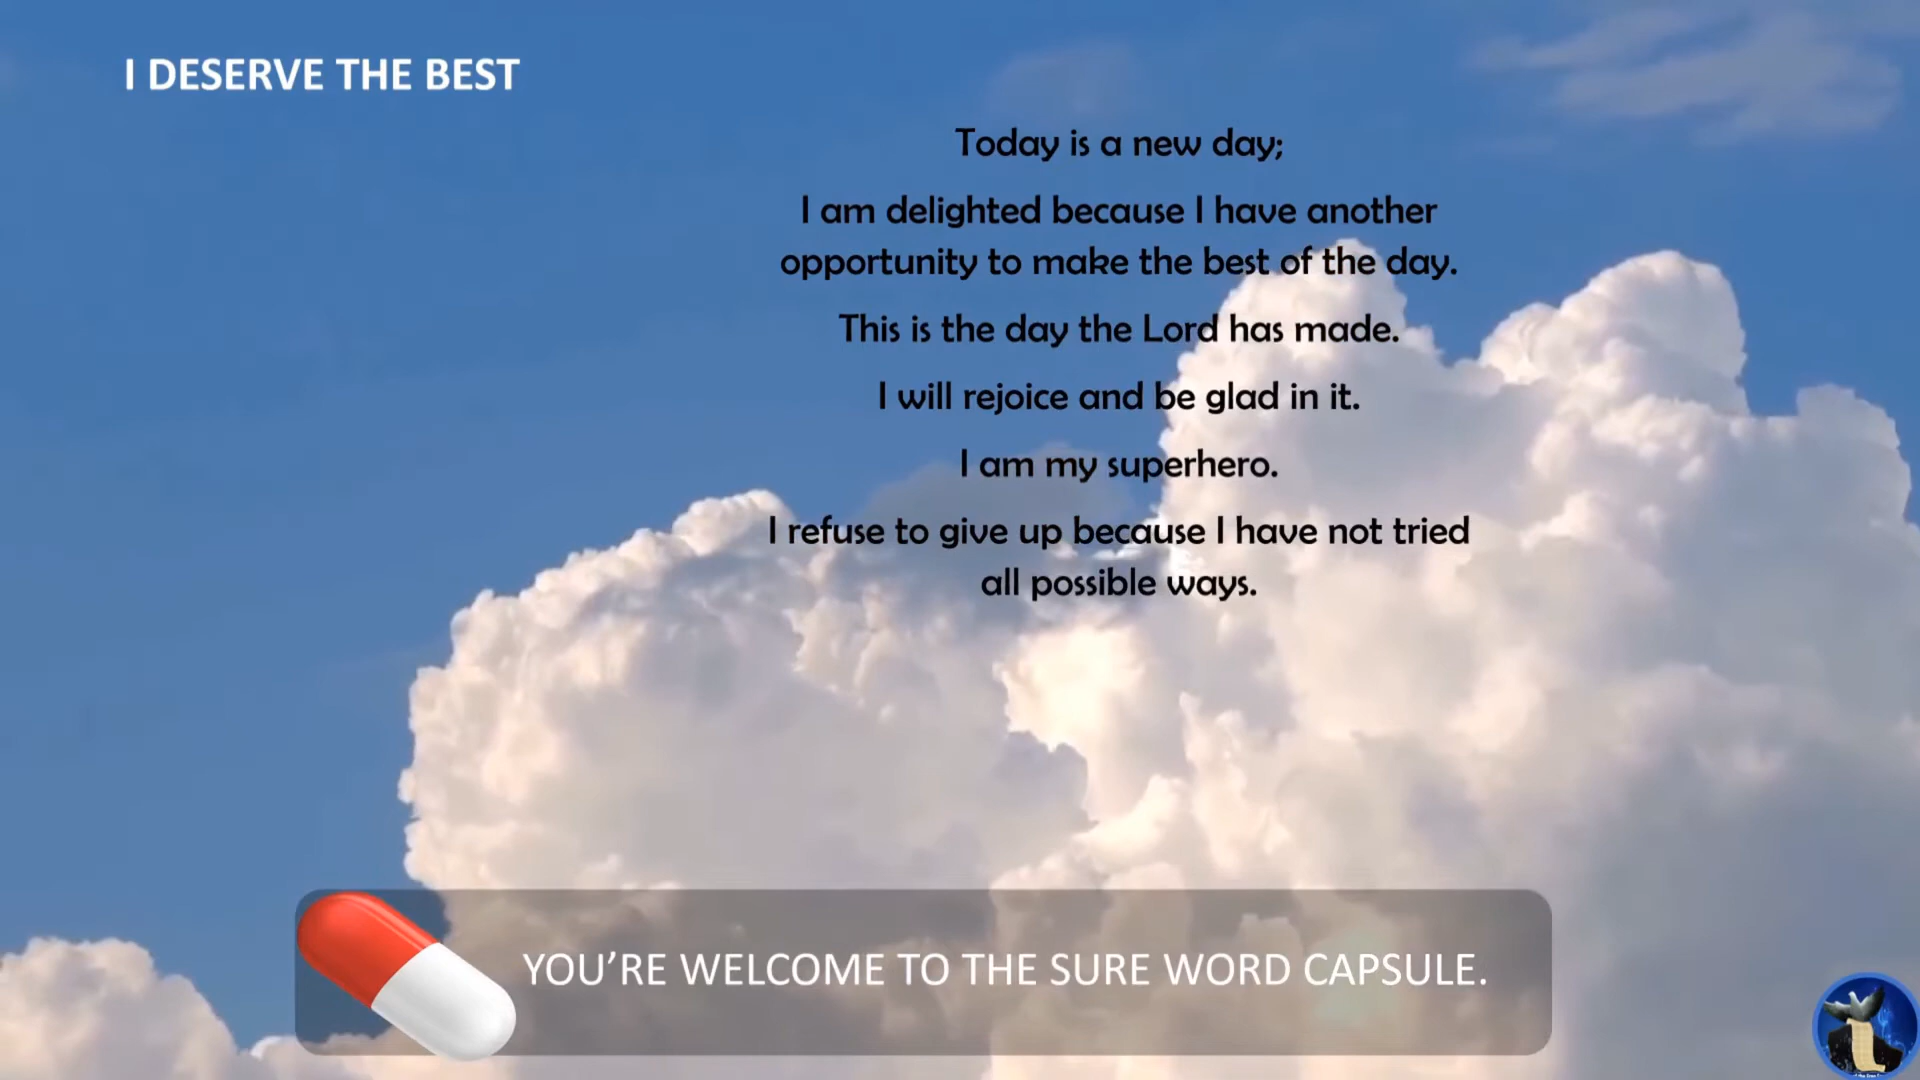 I DESERVE THE BEST
Today is a new day;
I am delighted because I have another
opportunity to make the best of the day.
This is the day the Lord has made.
I will rejoice and be glad in it.
I am my superhero.
I refuse to give up because I have not tried
all possible ways.
YOU’RE WELCOME TO THE SURE WORD CAPSULE.